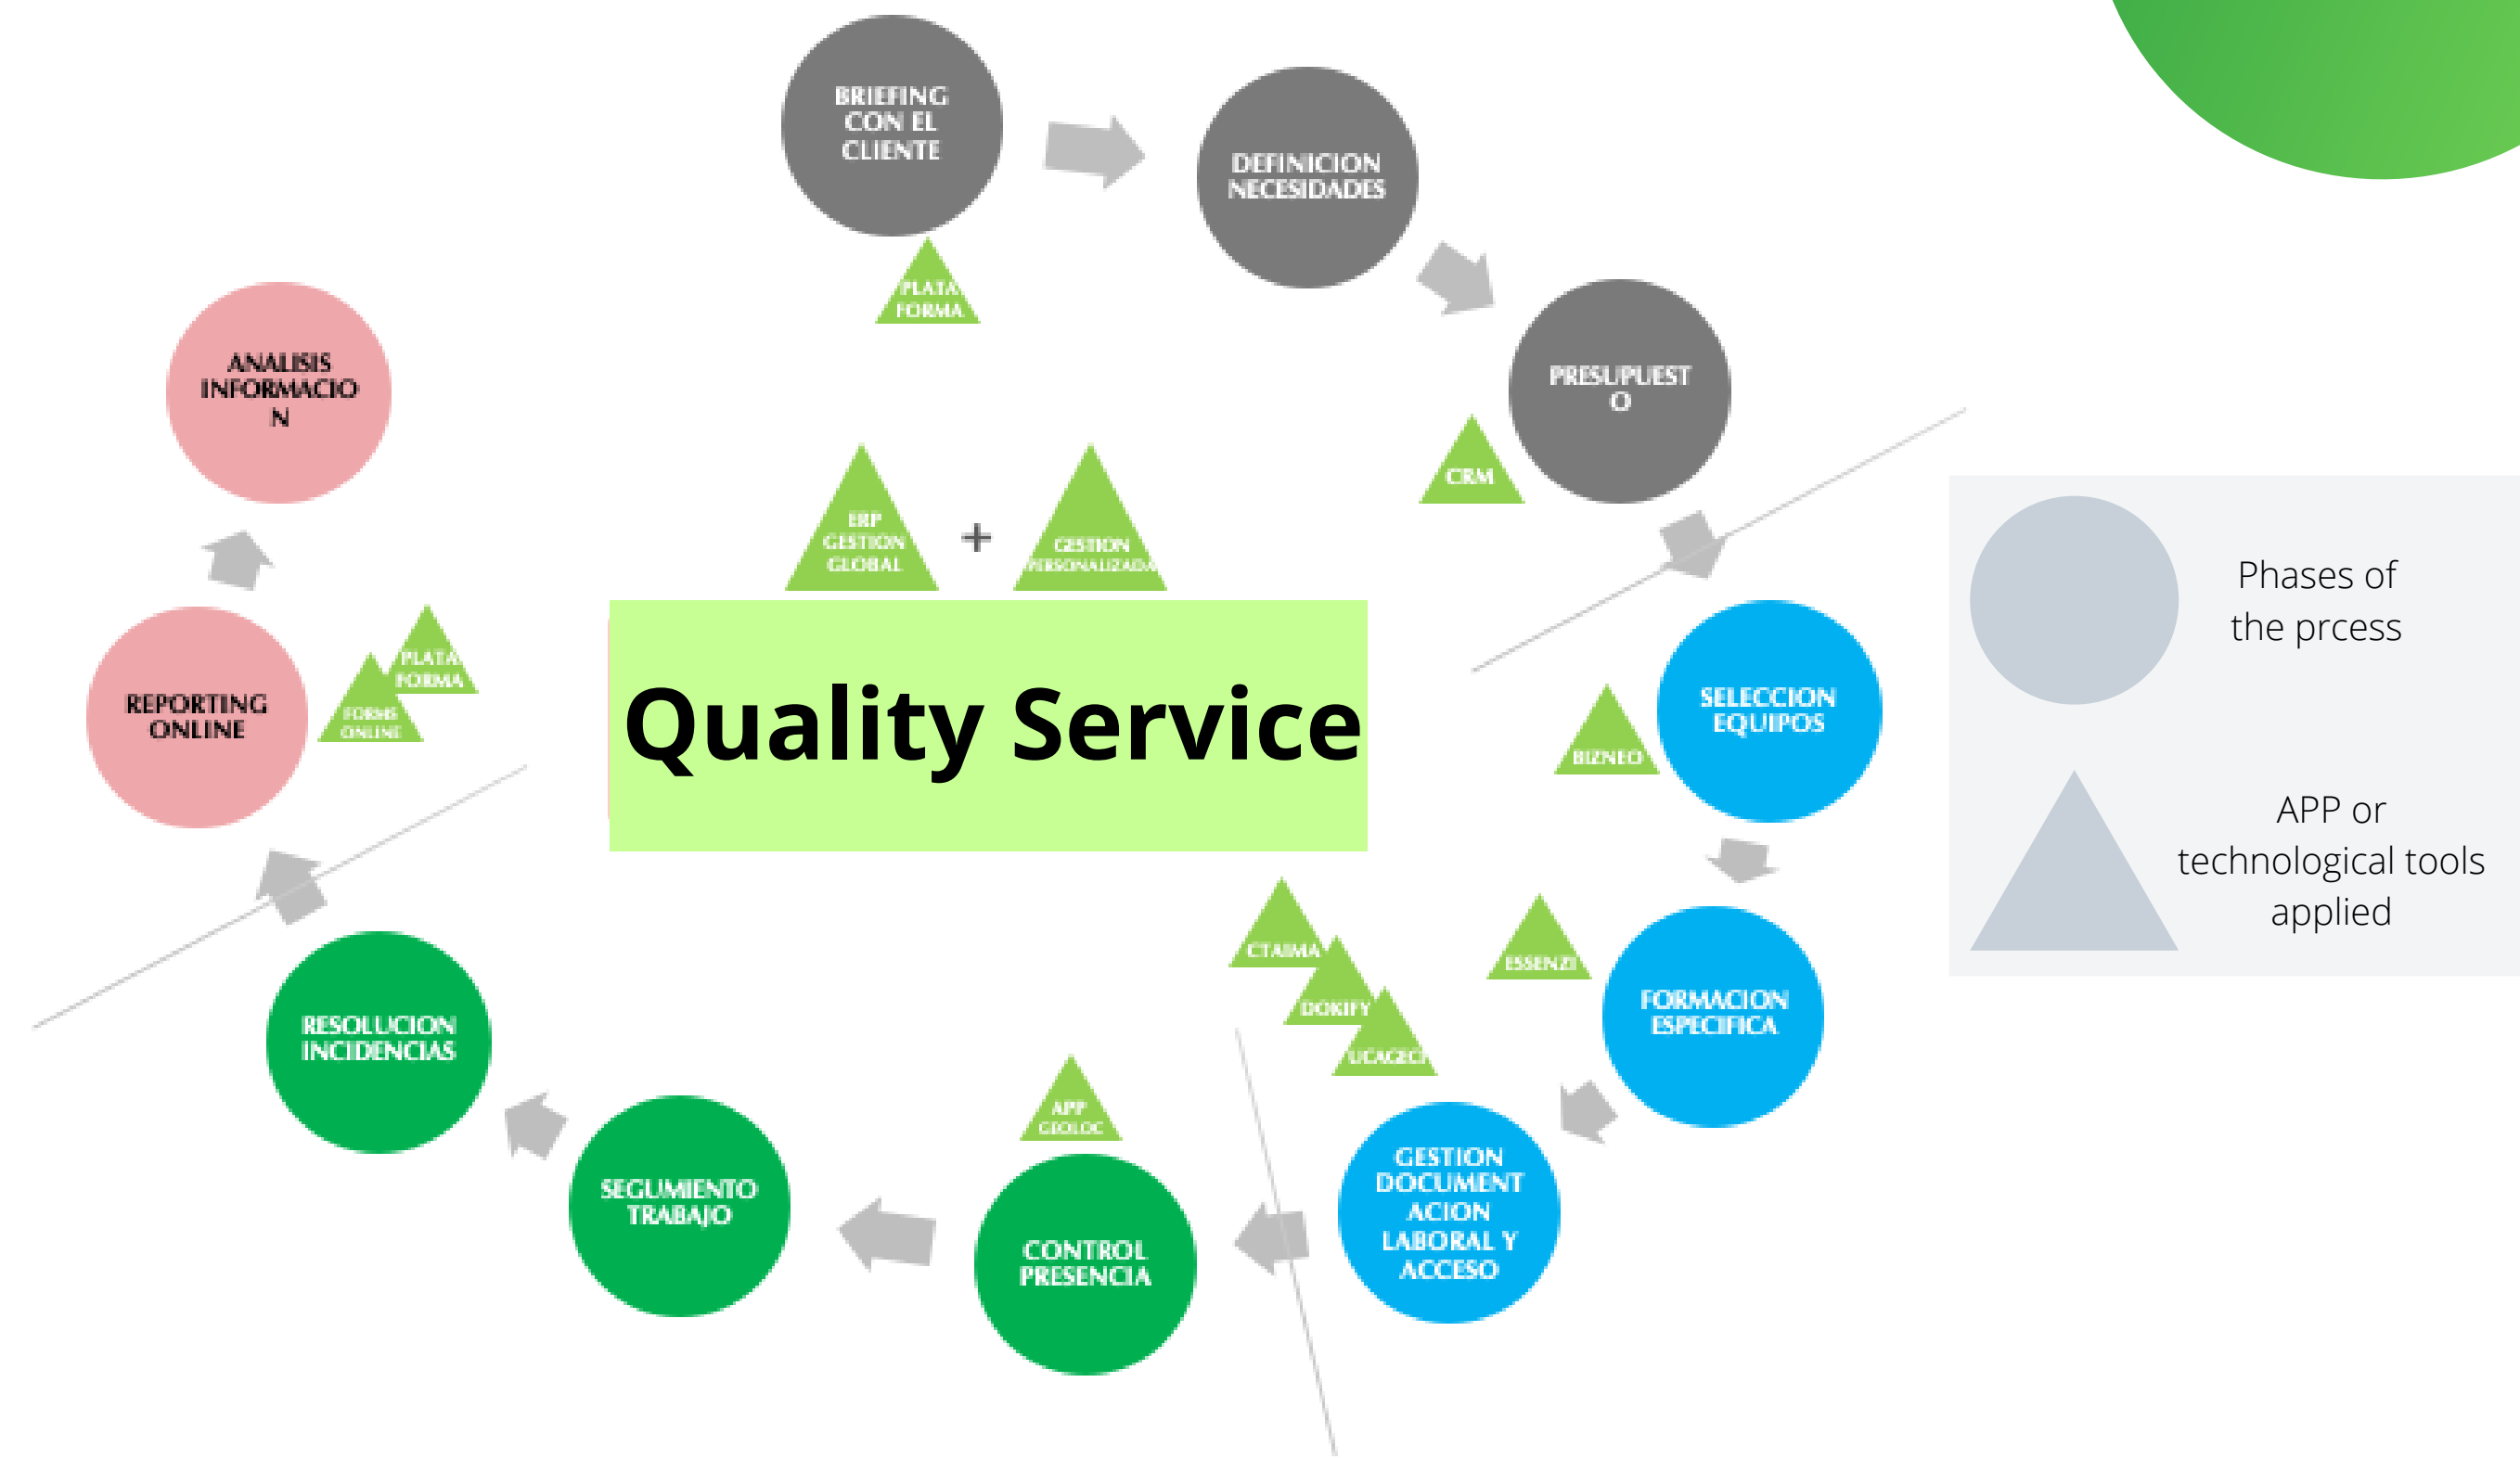 BRIEFING
CON EL
CLIENTE
PLATA
FORMA
DEFINICION
NECESIDADES
PRESUPUEST
O
CRM
SELECCION
EQUIPOS
BIZNEO
FORMACION
ESPECIFICA
ESSENZI
GESTION
DOCUMENT
ACION
LABORAL Y
ACCESO
CTAIMA
DOKIFY
UCAGECI
CONTROL
PRESENCIA
APP
GEOLOC
SEGUMIENTO
TRABAJO
RESOLUCION
INCIDENCIAS
REPORTING
ONLINE
FORMS
ONLINE
PLATA
FORMA
ANALISIS
INFORMACIO
N
ERP
GESTION
GLOBAL
+
GESTION
PERSONALIZADA
Quality Service
Phases of
the prcess
APP or
technological tools
applied